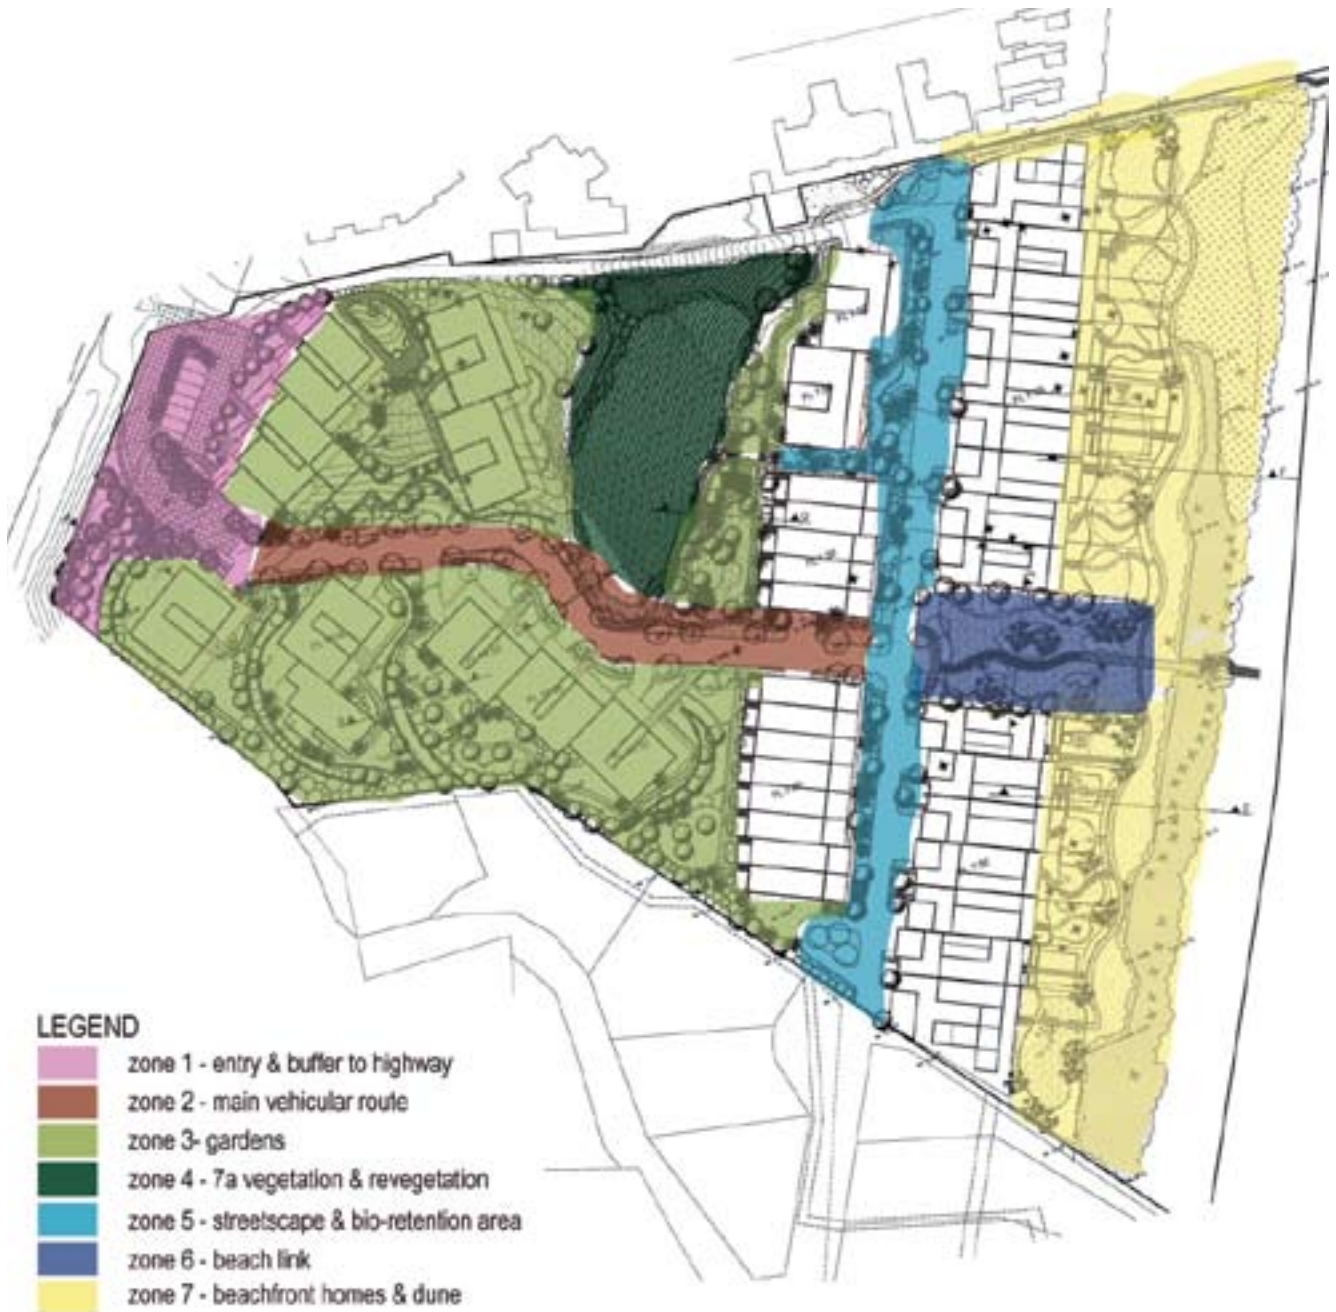 LEGEND
zone 1 - entry & buffer to highway
zone 2 - main vehicular route
zone 3- gardens
zone 4 - 7a vegetation & revegetation
zone 5 - streetscape & bio-retention area
zone 6 - beach link
zone 7 - beachfront homes & dune